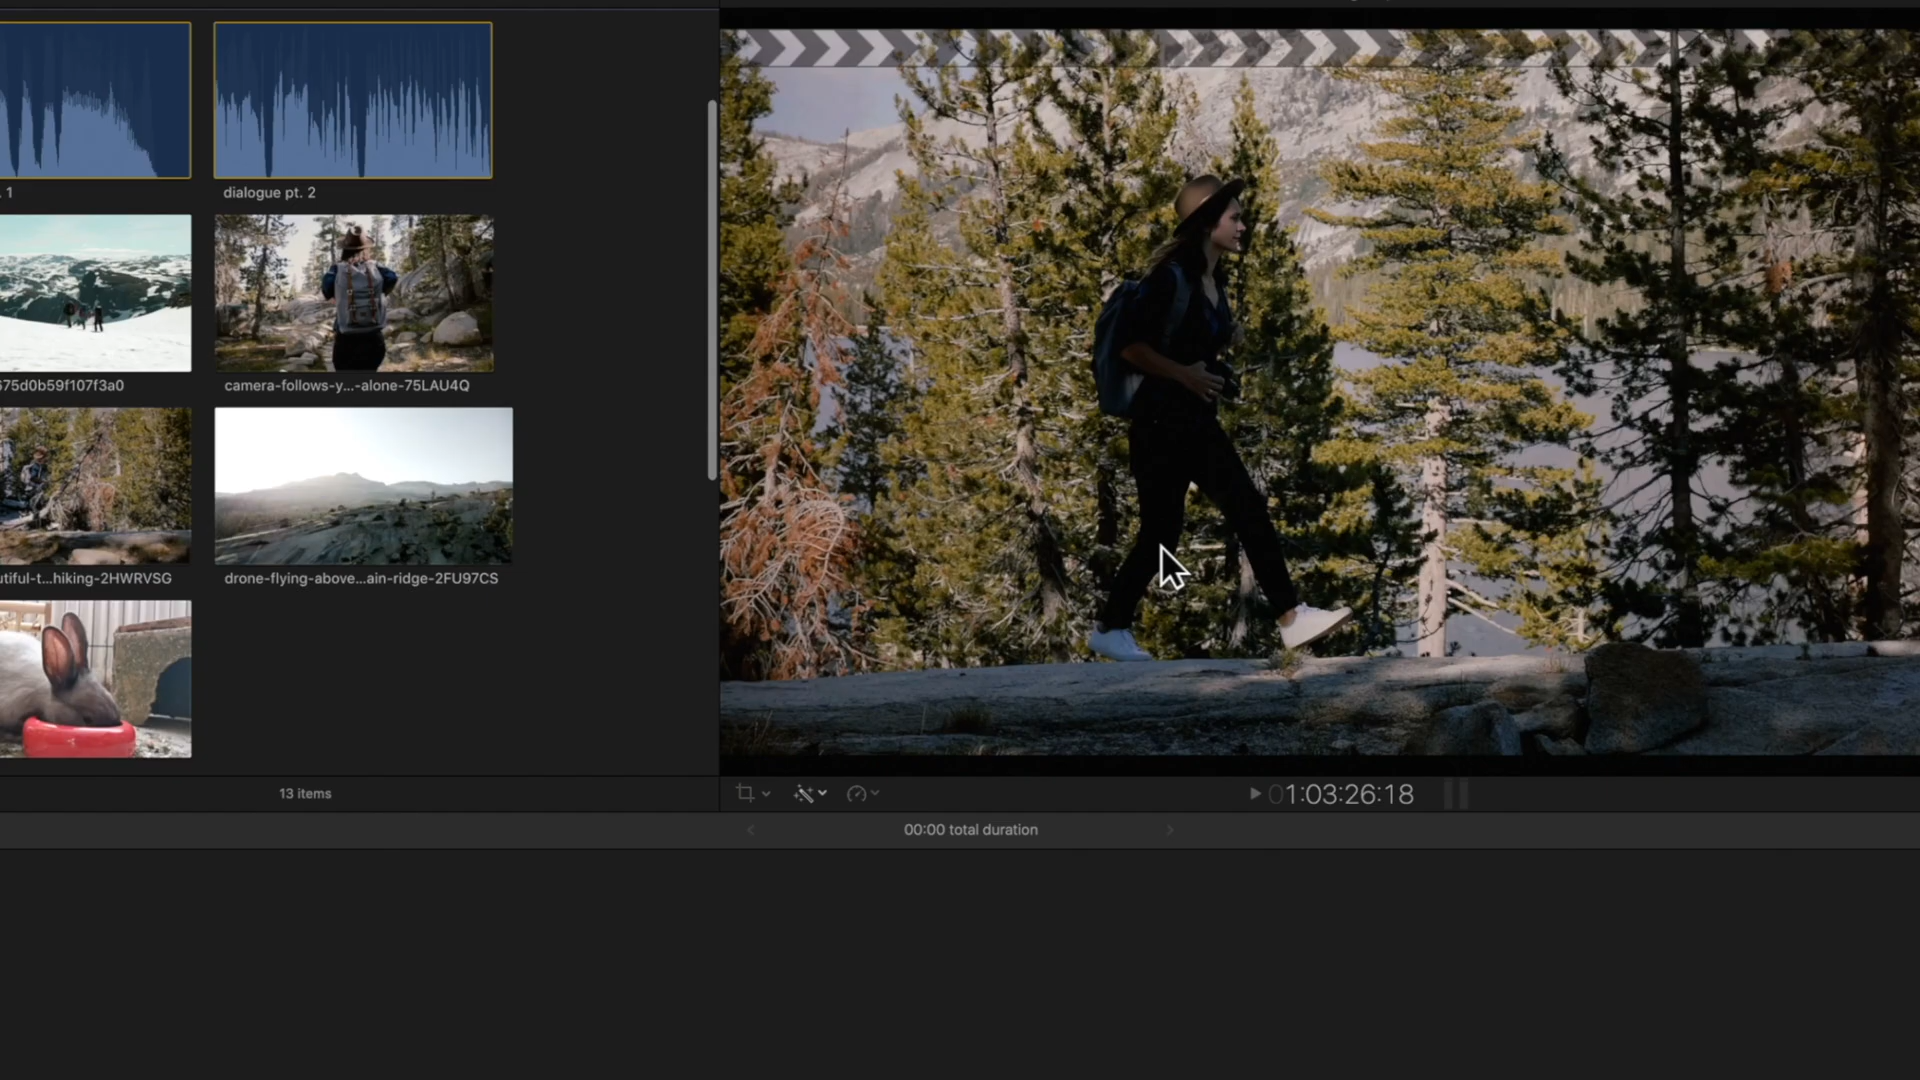 . 1
dialogue pt. 2
675d0b59f107f3a0
camera-follows-y...-alone-75LAU4Q
utiful-t...hiking-2HWRVSG
drone-flying-above...ain-ridge-2FU97CS
13 items
01:03:26:18
00:00 total duration